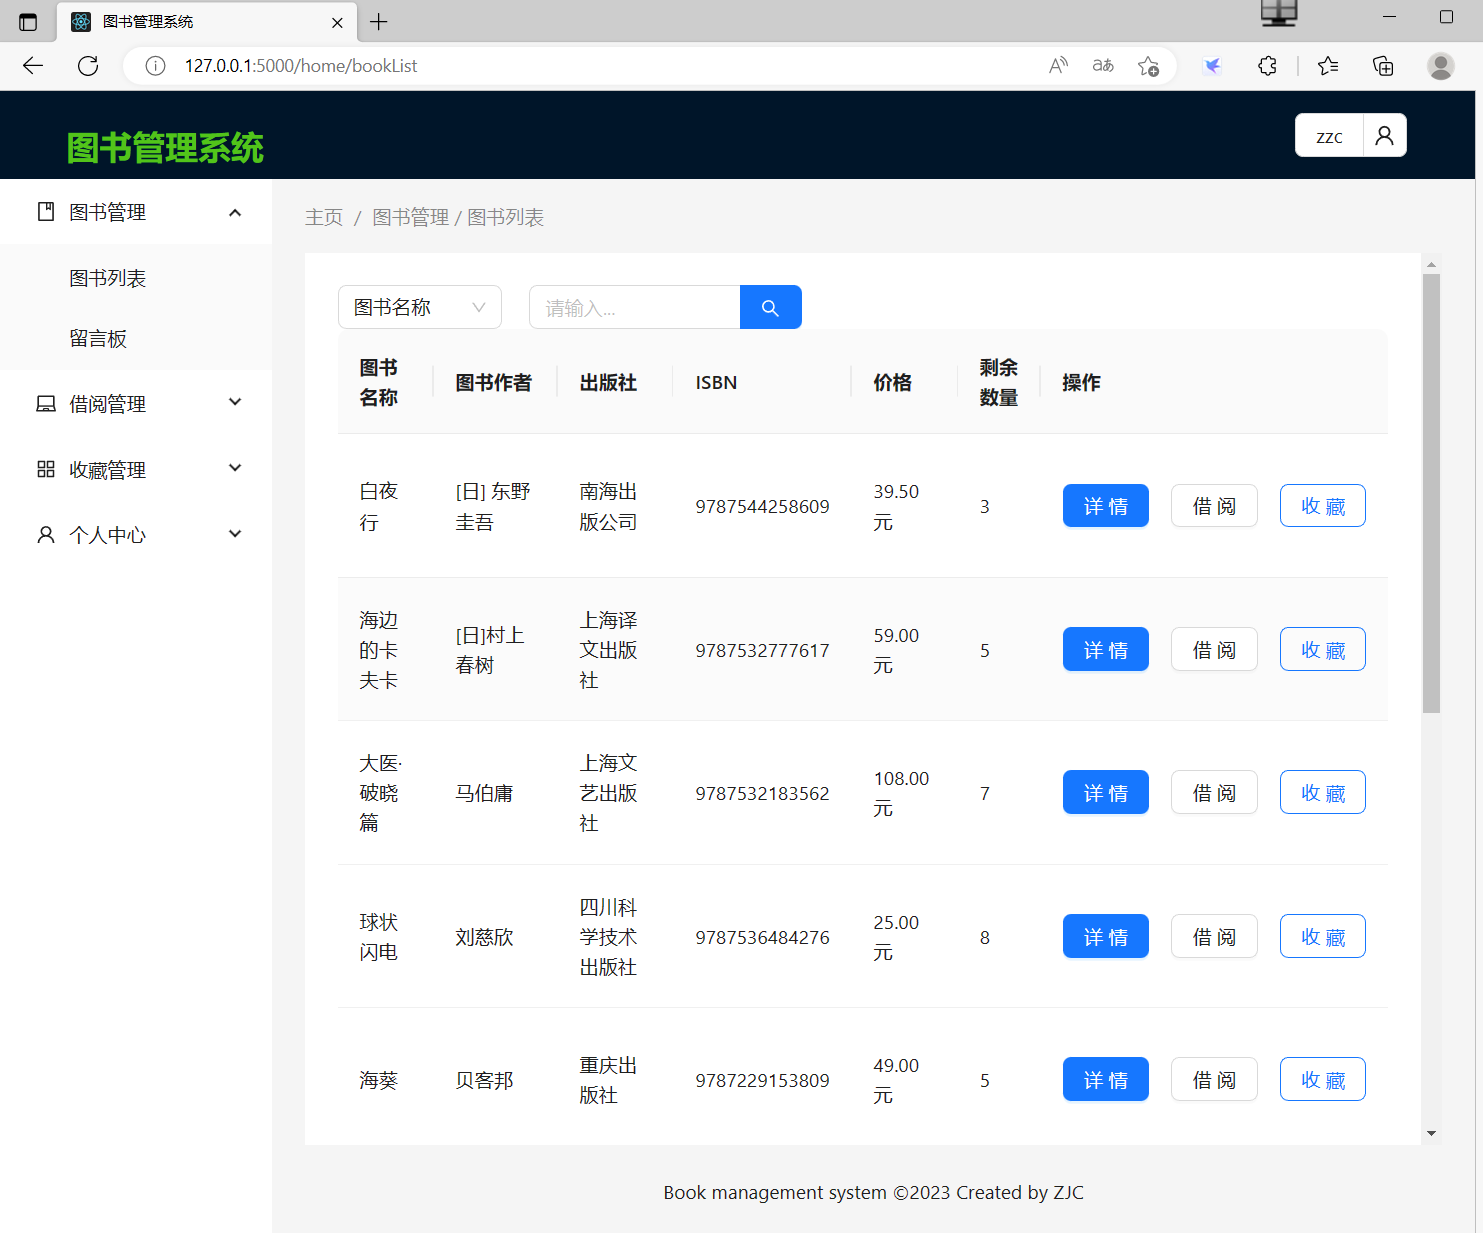 图书管理系统
127.0.0.1:5000/home/bookList
图书管理系统
zzc
图书管理
图书列表
留言板
借阅管理
收藏管理
个人中心
主页 / 图书管理 / 图书列表
图书名称
请输入...
图书
名称
图书作者
出版社
ISBN
价格
剩余
数量
操作
白夜
行
[日] 东野
圭吾
南海出
版公司
9787544258609
39.50
元
3
详 情
借 阅
收 藏
海边
的卡
夫卡
[日]村上
春树
上海译
文出版
社
9787532777617
59.00
元
5
详 情
借 阅
收 藏
大医·
破晓
篇
马伯庸
上海文
艺出版
社
9787532183562
108.00
元
7
详 情
借 阅
收 藏
球状
闪电
刘慈欣
四川科
学技术
出版社
9787536484276
25.00
元
8
详 情
借 阅
收 藏
海葵
贝客邦
重庆出
版社
9787229153809
49.00
元
5
详 情
借 阅
收 藏
Book management system ©2023 Created by ZJC